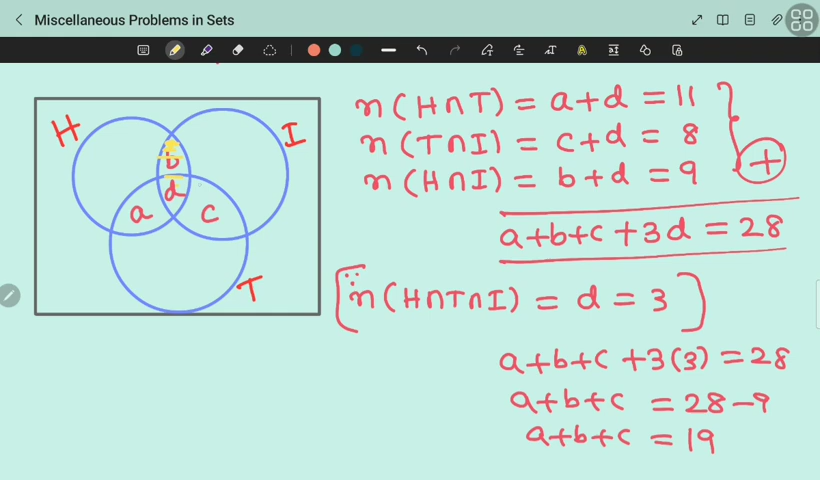 Miscellaneous Problems in Sets
H
I
b
d
a
c
T
n(H∩T) = a+d = 11
n(T∩I) = c+d = 8
n(H∩I) = b+d = 9
+
a+b+c+3d = 28
[∵ n(H∩T∩I) = d = 3]
a+b+c +3(3) = 28
a+b+c = 28-9
a+b+c = 19